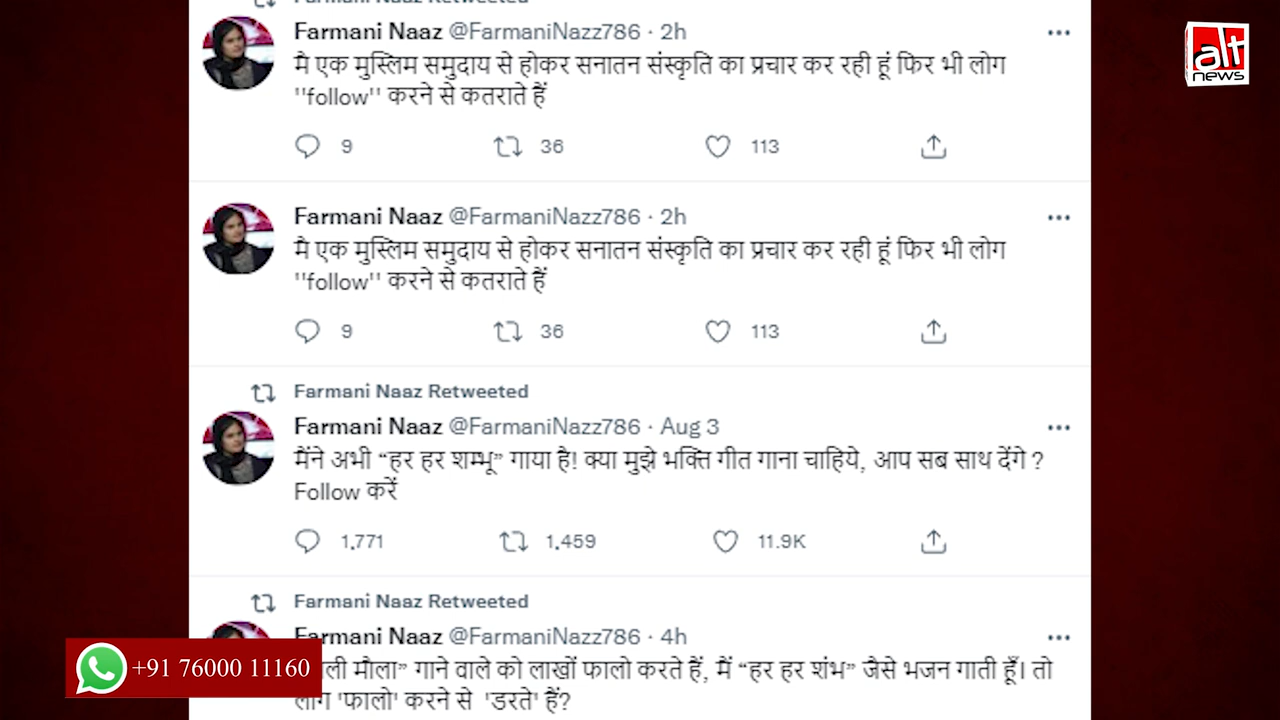 Farmani Naaz Retweeted
Farmani Naaz @FarmaniNazz786 · 2h
मै एक मुस्लिम समुदाय से होकर सनातन संस्कृति का प्रचार कर रही हूं फिर भी लोग
''follow'' करने से कतराते हैं
9 36 113
Farmani Naaz @FarmaniNazz786 · 2h
मै एक मुस्लिम समुदाय से होकर सनातन संस्कृति का प्रचार कर रही हूं फिर भी लोग
''follow'' करने से कतराते हैं
9 36 113
Farmani Naaz Retweeted
Farmani Naaz @FarmaniNazz786 · Aug 3
मैंने अभी “हर हर शम्भू” गाया है! क्या मुझे भक्ति गीत गाना चाहिये, आप सब साथ देंगे ?
Follow करें
1,771 1,459 11.9K
Farmani Naaz Retweeted
Farmani Naaz @FarmaniNazz786 · 4h
मौला” गाने वाले को लाखों फालो करते हैं, मैं “हर हर शंभ” जैसे भजन गाती हूँ। तो
लोग 'फालो' करने से 'डरते' हैं?
alt
news
+91 76000 11160